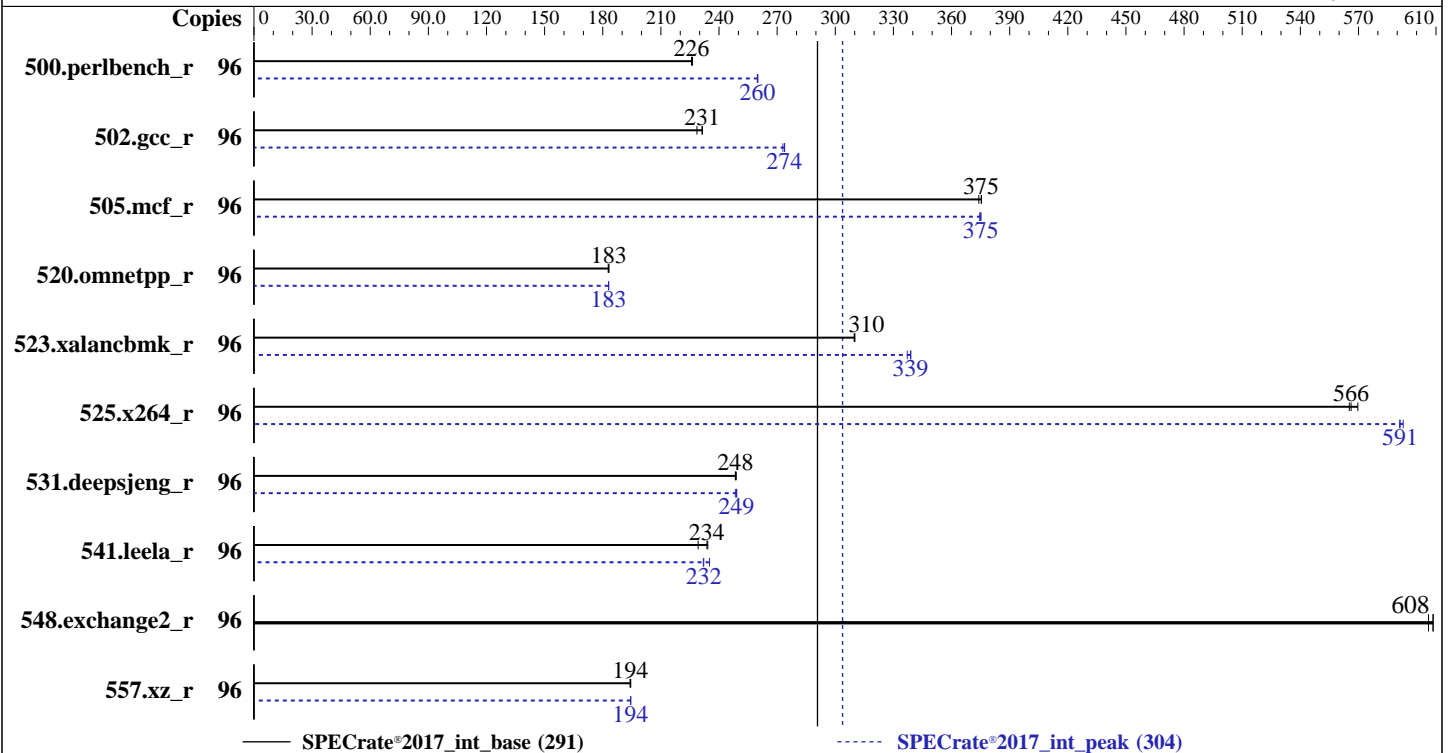 Copies 0 30.0 60.0 90.0 120 150 180 210 240 270 300 330 360 390 420 450 480 510 540 570 610
226
500.perlbench_r 96
260
231
502.gcc_r 96
274
375
505.mcf_r 96
375
183
520.omnetpp_r 96
183
310
523.xalancbmk_r 96
339
566
525.x264_r 96
591
248
531.deepsjeng_r 96
249
234
541.leela_r 96
232
608
548.exchange2_r 96
194
557.xz_r 96
194
SPECrate®2017_int_base (291) SPECrate®2017_int_peak (304)